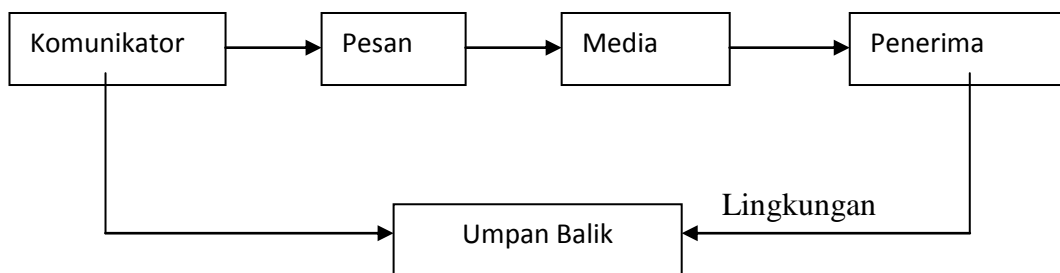 Komunikator
Pesan
Media
Penerima
Lingkungan
Umpan Balik